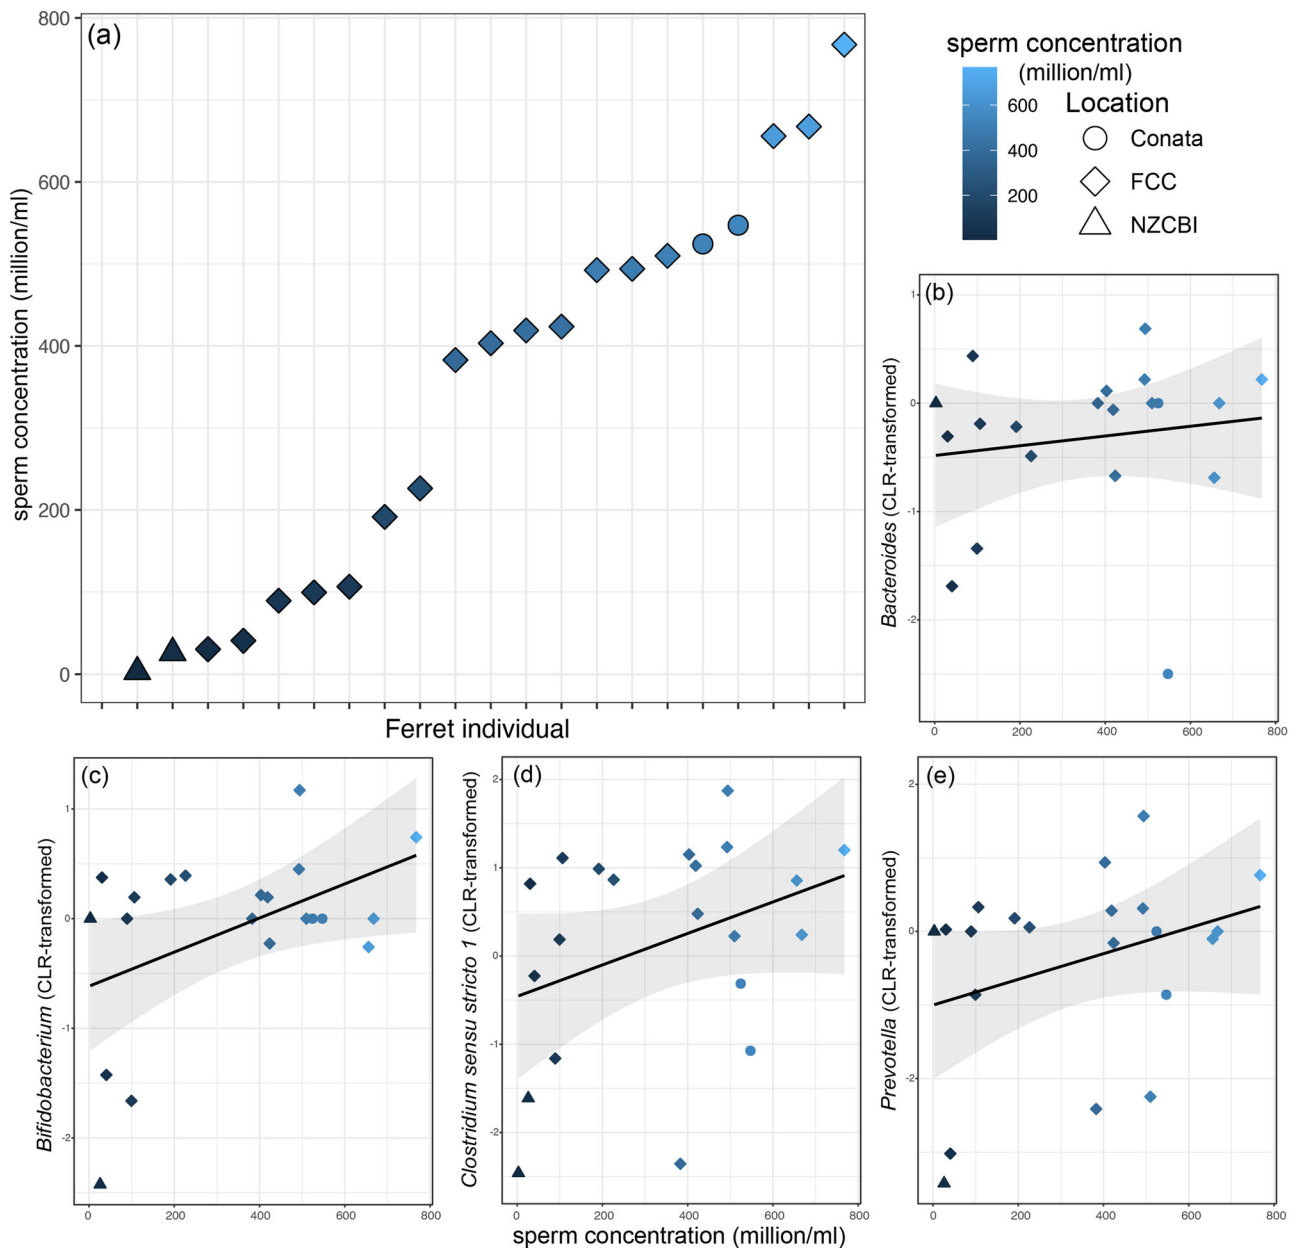 (a)
800
600
400
200
0
sperm concentration (million/ml)
Ferret individual
sperm concentration
(million/ml)
600
400
200
Location
Conata
FCC
NZCBI
(b)
1
0
-1
-2
Bacteroides (CLR-transformed)
0 200 400 600 800
(c)
1
0
-1
-2
Bifidobacterium (CLR-transformed)
0 200 400 600 800
(d)
2
1
0
-1
-2
Clostridium sensu stricto 1 (CLR-transformed)
0 200 400 600 800
sperm concentration (million/ml)
(e)
2
0
-2
Prevotella (CLR-transformed)
0 200 400 600 800